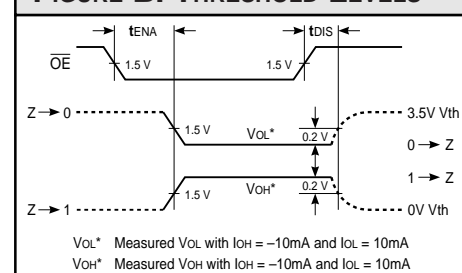 FIGURE B. THRESHOLD LEVELS
tENA tDIS
OE
1.5 V 1.5 V
Z → 0 3.5V Vth
1.5 V VOL* 0.2 V
0 → Z
1 → Z
1.5 V VOH* 0.2 V
Z → 1 0V Vth
VOL* Measured VOL with IOH = –10mA and IOL = 10mA
VOH* Measured VOH with IOH = –10mA and IOL = 10mA